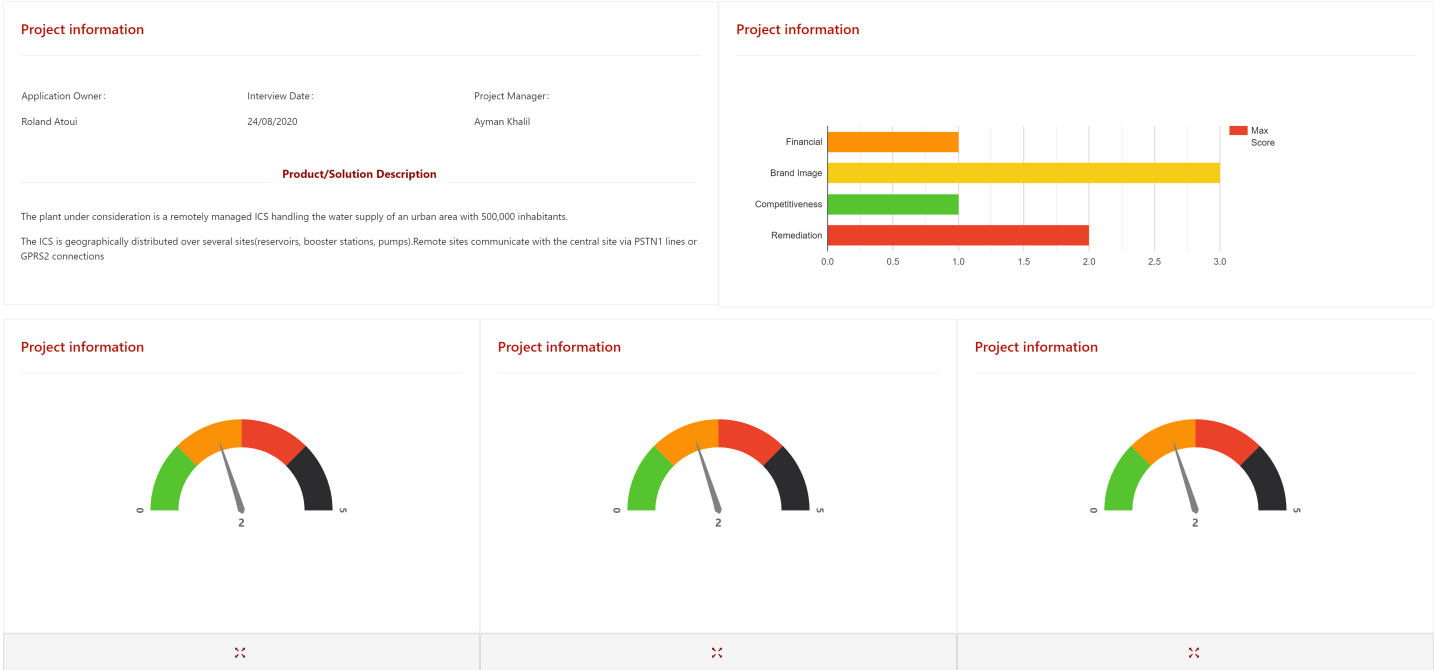 Project information
Application Owner:
Interview Date:
Project Manager:
Roland Atoui
24/08/2020
Ayman Khalil
Product/Solution Description
The plant under consideration is a remotely managed ICS handling the water supply of an urban area with 500,000 inhabitants.
The ICS is geographically distributed over several sites(reservoirs, booster stations, pumps).Remote sites communicate with the central site via PSTN1 lines or
GPRS2 connections
Project information
Financial
Brand Image
Competitiveness
Remediation
0.0 0.5 1.0 1.5 2.0 2.5 3.0
Max
Score
Project information
0 5
2
Project information
0 5
2
Project information
0 5
2